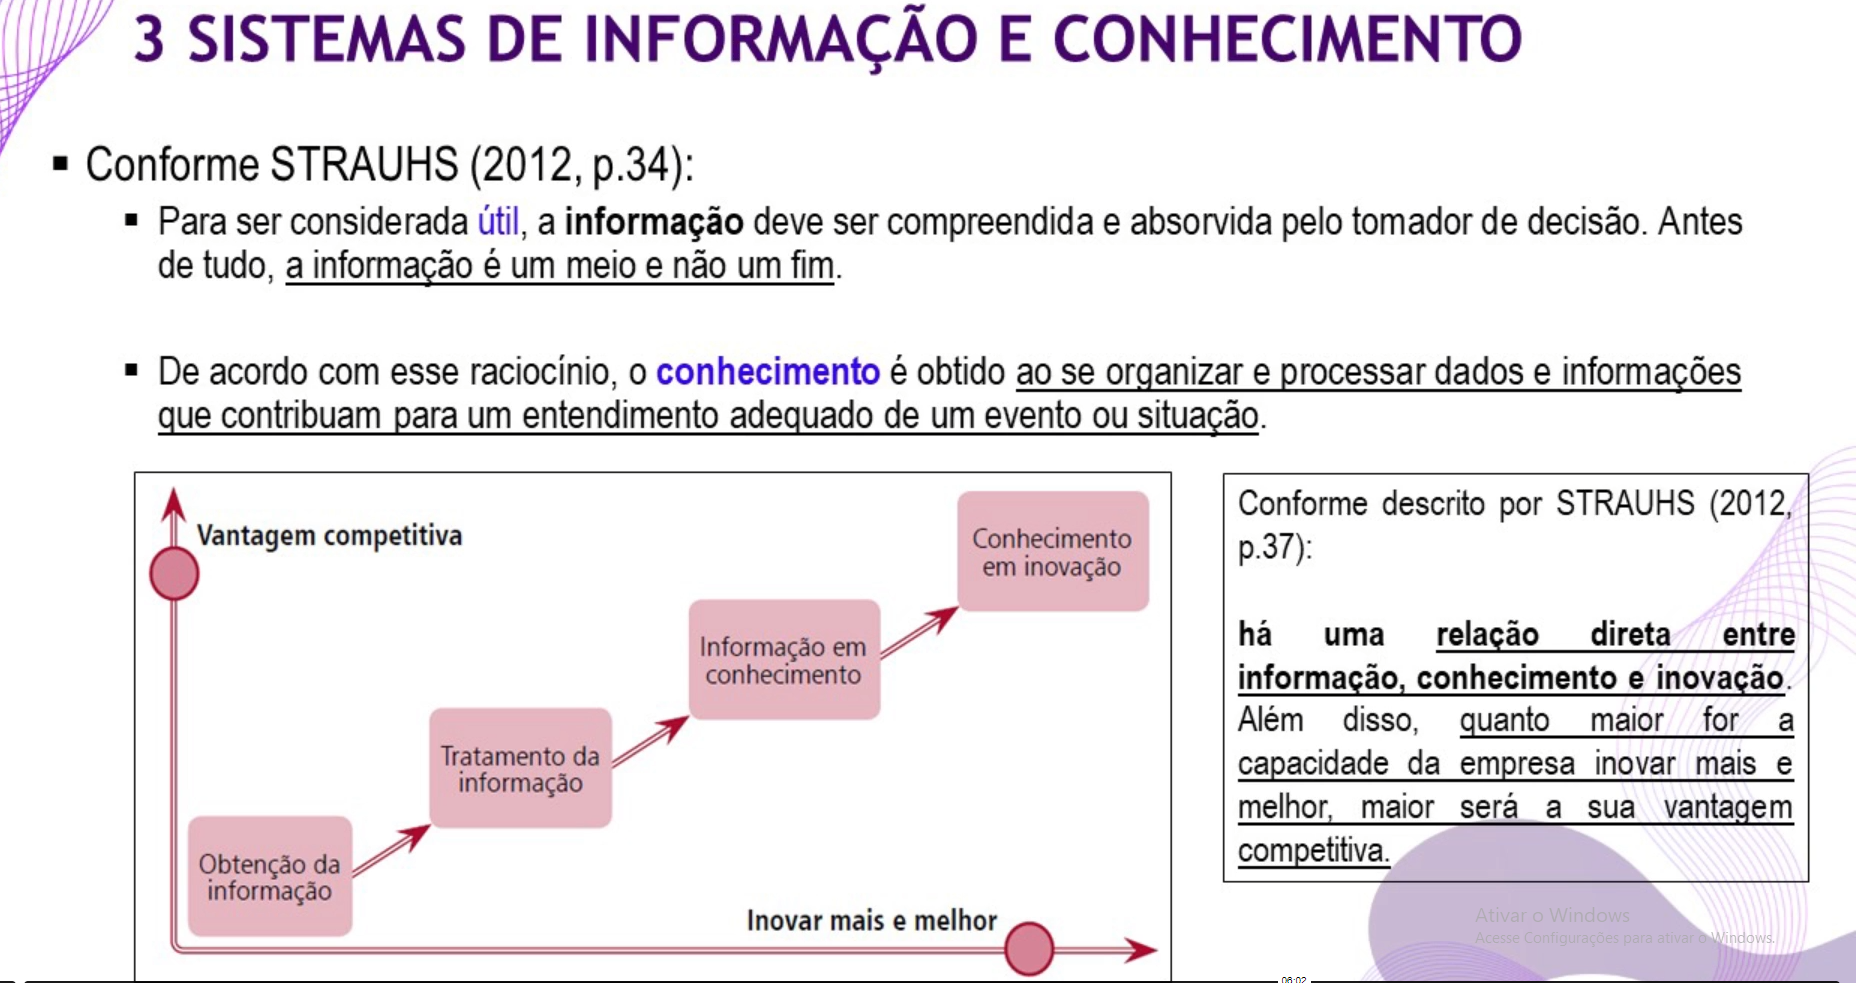 3 SISTEMAS DE INFORMAÇÃO E CONHECIMENTO
▪ Conforme STRAUHS (2012, p.34):
▪ Para ser considerada útil, a informação deve ser compreendida e absorvida pelo tomador de decisão. Antes
de tudo, a informação é um meio e não um fim.
▪ De acordo com esse raciocínio, o conhecimento é obtido ao se organizar e processar dados e informações
que contribuam para um entendimento adequado de um evento ou situação.
Vantagem competitiva
Conhecimento
em inovação
Informação em
conhecimento
Tratamento da
informação
Obtenção da
informação
Inovar mais e melhor
Conforme descrito por STRAUHS (2012,
p.37):
há uma relação direta entre
informação, conhecimento e inovação.
Além disso, quanto maior for a
capacidade da empresa inovar mais e
melhor, maior será a sua vantagem
competitiva.
Ativar o Windows
Acesse Configurações para ativar o Windows.
06:02